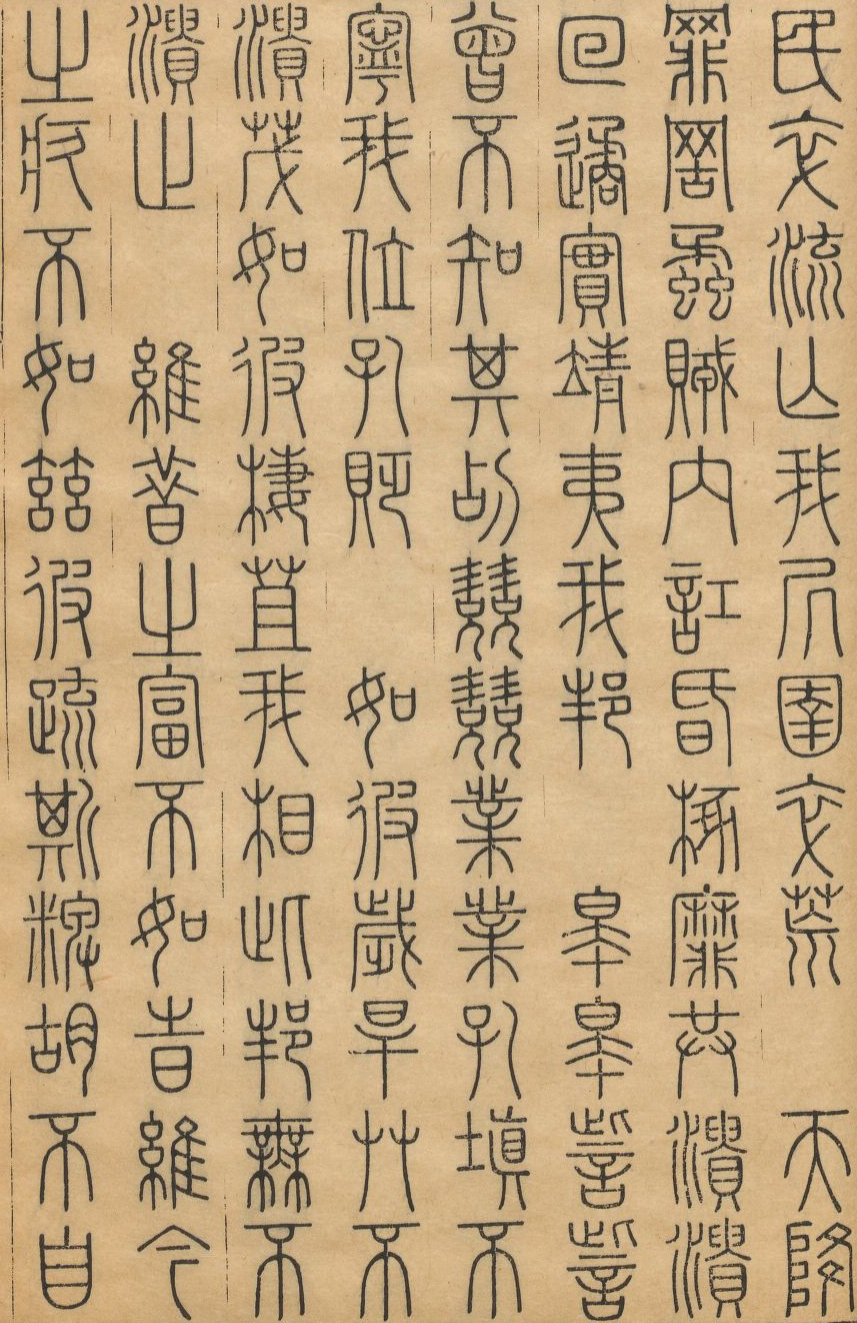 民卒流亡我居圉卒荒 天降
罪罟蟊賊內訌昏椓靡共潰潰
回遹實靖夷我邦 皋皋訿訿
曾不知其玷兢兢業業孔填不
寧我位孔貶 如彼歲旱艸不
潰茂如彼棲苴我相此邦無不
潰止 維昔之富不如旹維今
之疚不如茲彼疏斯粺胡不自